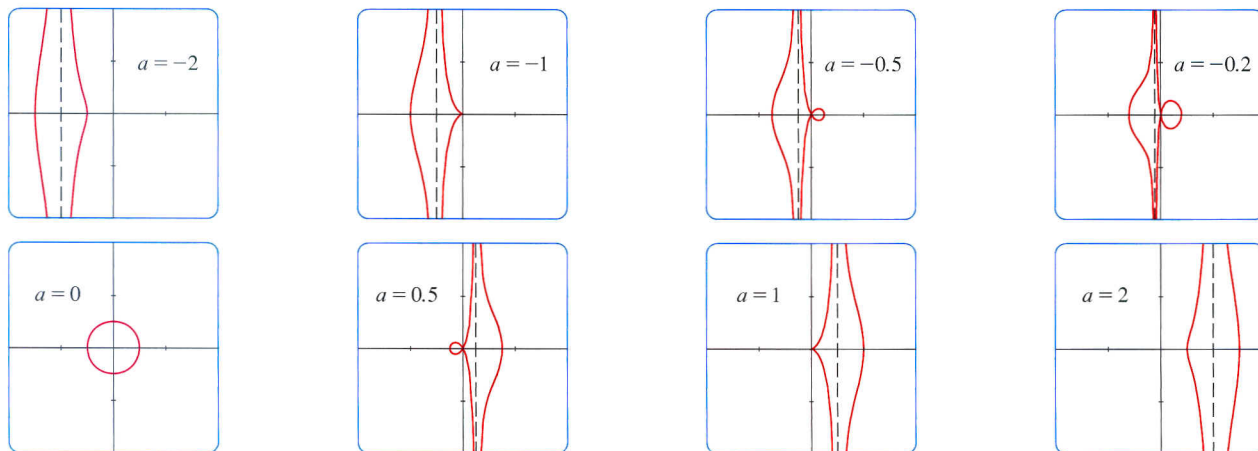 a = −2
a = −1
a = −0.5
a = −0.2
a = 0
a = 0.5
a = 1
a = 2